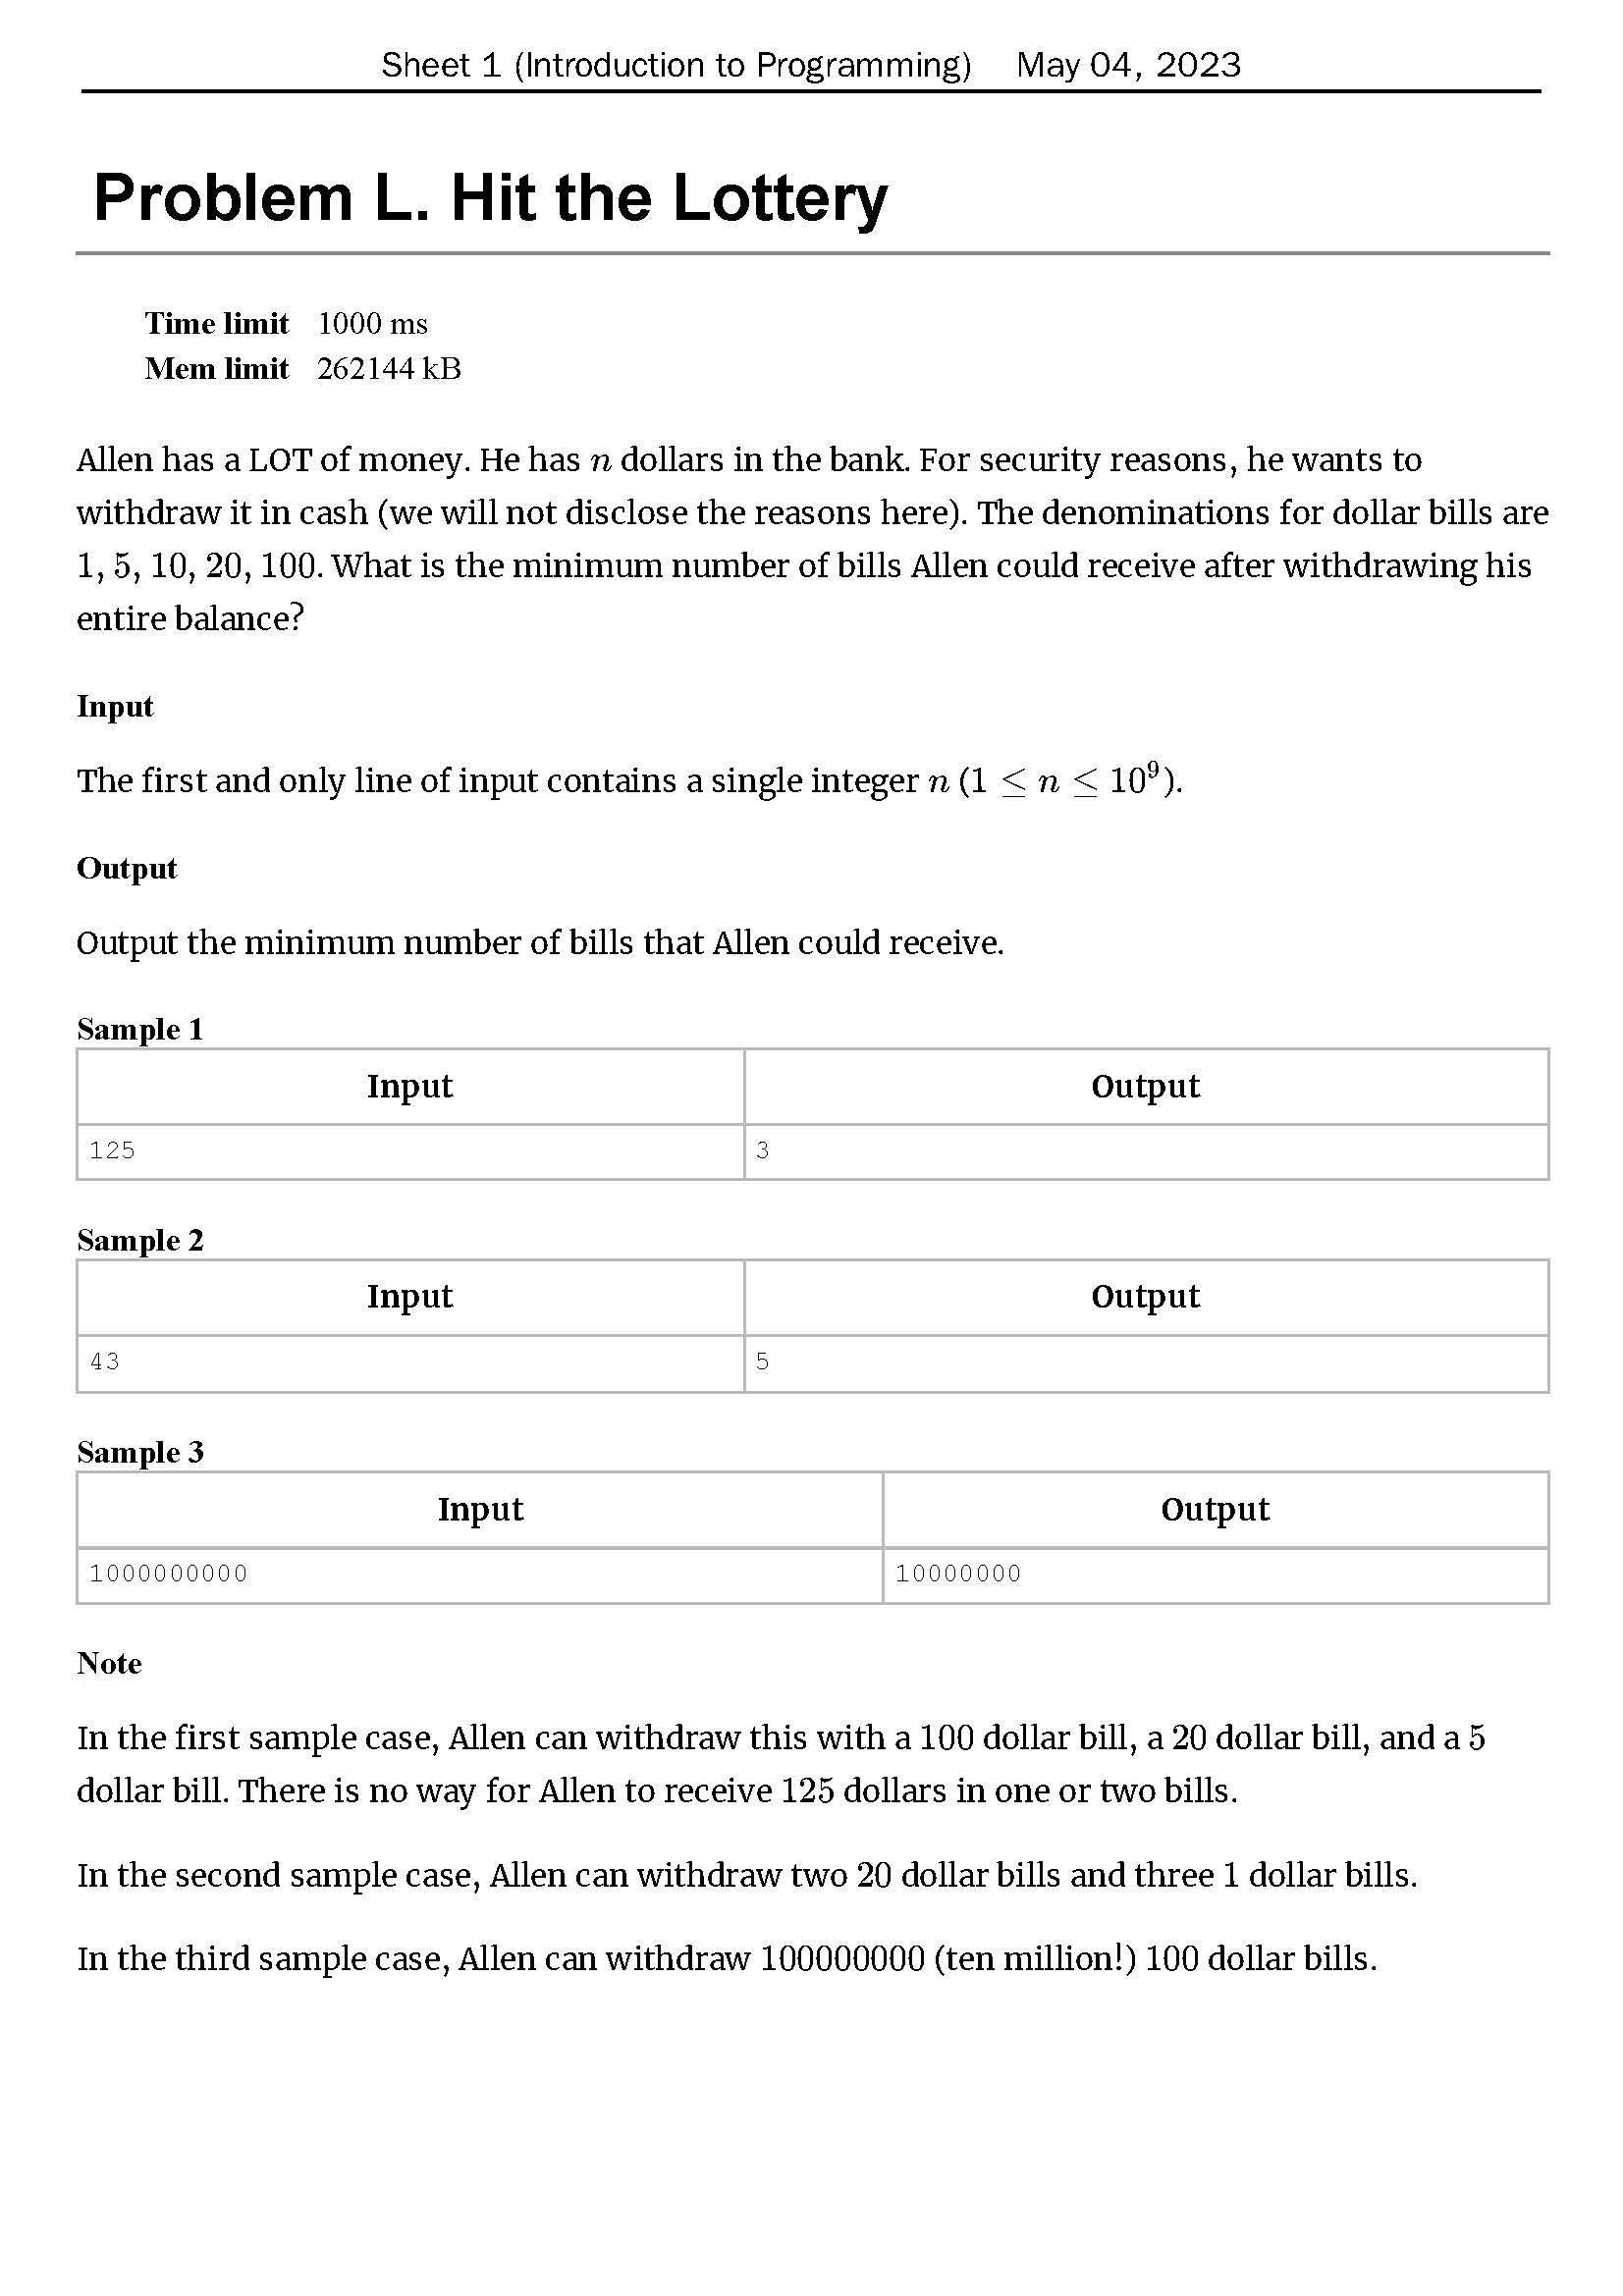 Sheet 1 (Introduction to Programming) May 04, 2023
Problem L. Hit the Lottery
Time limit 1000 ms
Mem limit 262144 kB
Allen has a LOT of money. He has n dollars in the bank. For security reasons, he wants to
withdraw it in cash (we will not disclose the reasons here). The denominations for dollar bills are
1, 5, 10, 20, 100. What is the minimum number of bills Allen could receive after withdrawing his
entire balance?
Input
The first and only line of input contains a single integer n (1 ≤ n ≤ 10⁹).
Output
Output the minimum number of bills that Allen could receive.
Sample 1
Input Output
125 3
Sample 2
Input Output
43 5
Sample 3
Input Output
1000000000 10000000
Note
In the first sample case, Allen can withdraw this with a 100 dollar bill, a 20 dollar bill, and a 5
dollar bill. There is no way for Allen to receive 125 dollars in one or two bills.
In the second sample case, Allen can withdraw two 20 dollar bills and three 1 dollar bills.
In the third sample case, Allen can withdraw 100000000 (ten million!) 100 dollar bills.